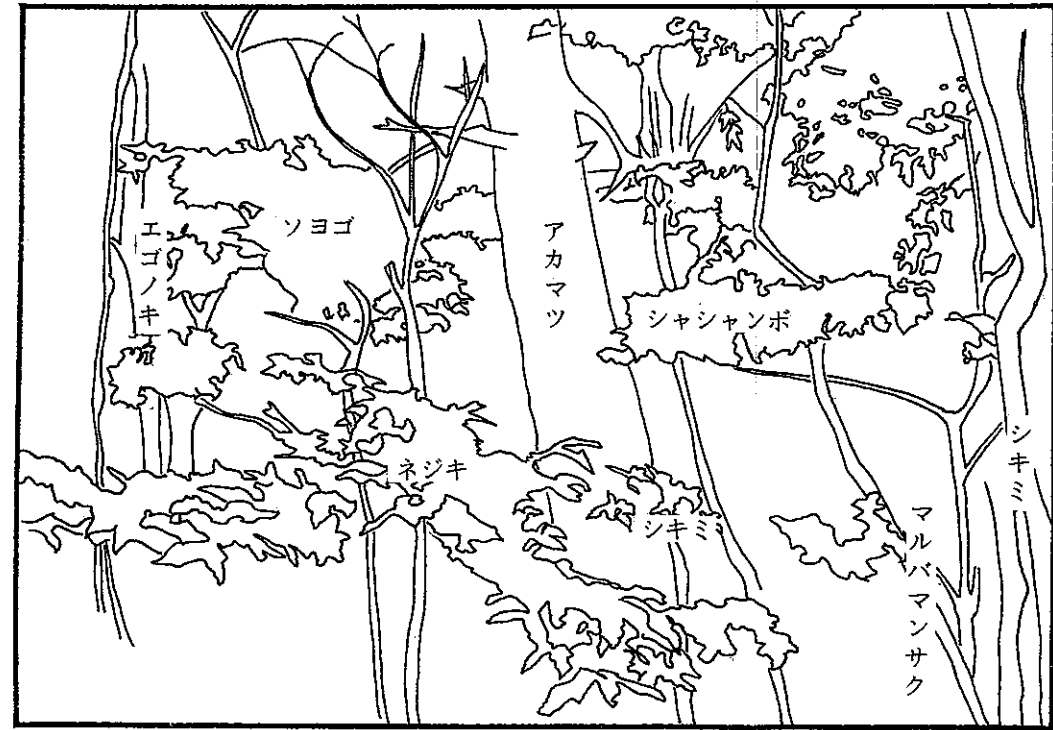 エゴノキ
ソヨゴ
アカマツ
シャシャンボ
ネジキ
シキミ
マルバマンサク
シキミ